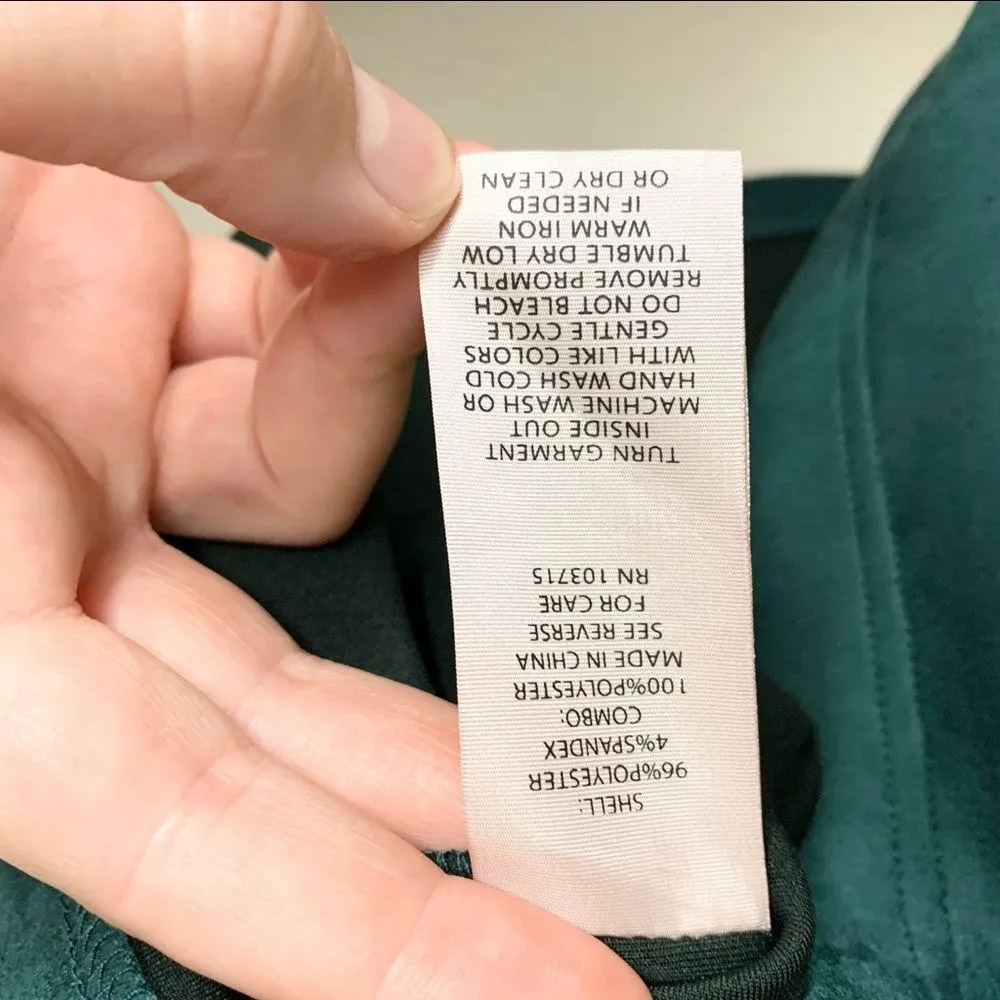 SHELL:
96%POLYESTER
4%SPANDEX
COMBO:
100%POLYESTER
MADE IN CHINA
SEE REVERSE
FOR CARE
RN 103715
TURN GARMENT
INSIDE OUT
MACHINE WASH OR
HAND WASH COLD
WITH LIKE COLORS
GENTLE CYCLE
DO NOT BLEACH
REMOVE PROMPTLY
TUMBLE DRY LOW
WARM IRON
IF NEEDED
OR DRY CLEAN